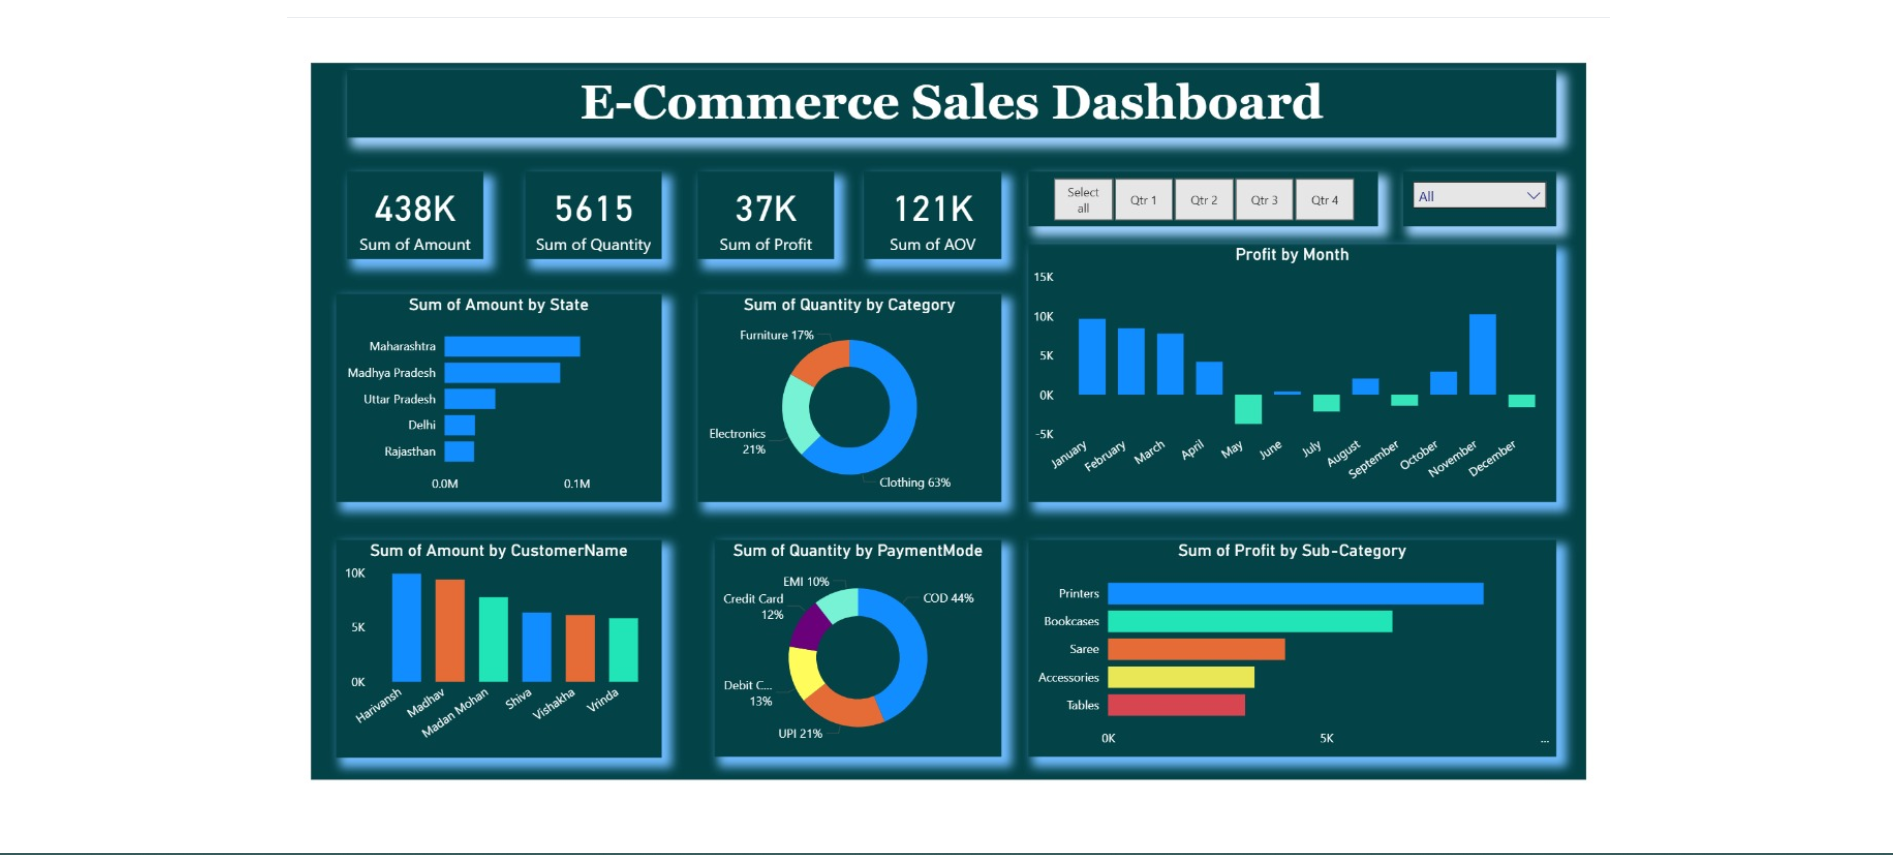 E-Commerce Sales Dashboard
438K
Sum of Amount
5615
Sum of Quantity
37K
Sum of Profit
121K
Sum of AOV
Select
all
Qtr 1
Qtr 2
Qtr 3
Qtr 4
All
Sum of Amount by State
Maharashtra
Madhya Pradesh
Uttar Pradesh
Delhi
Rajasthan
0.0M
0.1M
Sum of Quantity by Category
Furniture 17%
Electronics
21%
Clothing 63%
Profit by Month
15K
10K
5K
0K
-5K
January
February
March
April
May
June
July
August
September
October
November
December
Sum of Amount by CustomerName
10K
5K
0K
Harivansh
Madhav
Madan Mohan
Shiva
Vishakha
Vrinda
Sum of Quantity by PaymentMode
EMI 10%
Credit Card
12%
COD 44%
Debit C...
13%
UPI 21%
Sum of Profit by Sub-Category
Printers
Bookcases
Saree
Accessories
Tables
0K
5K
...